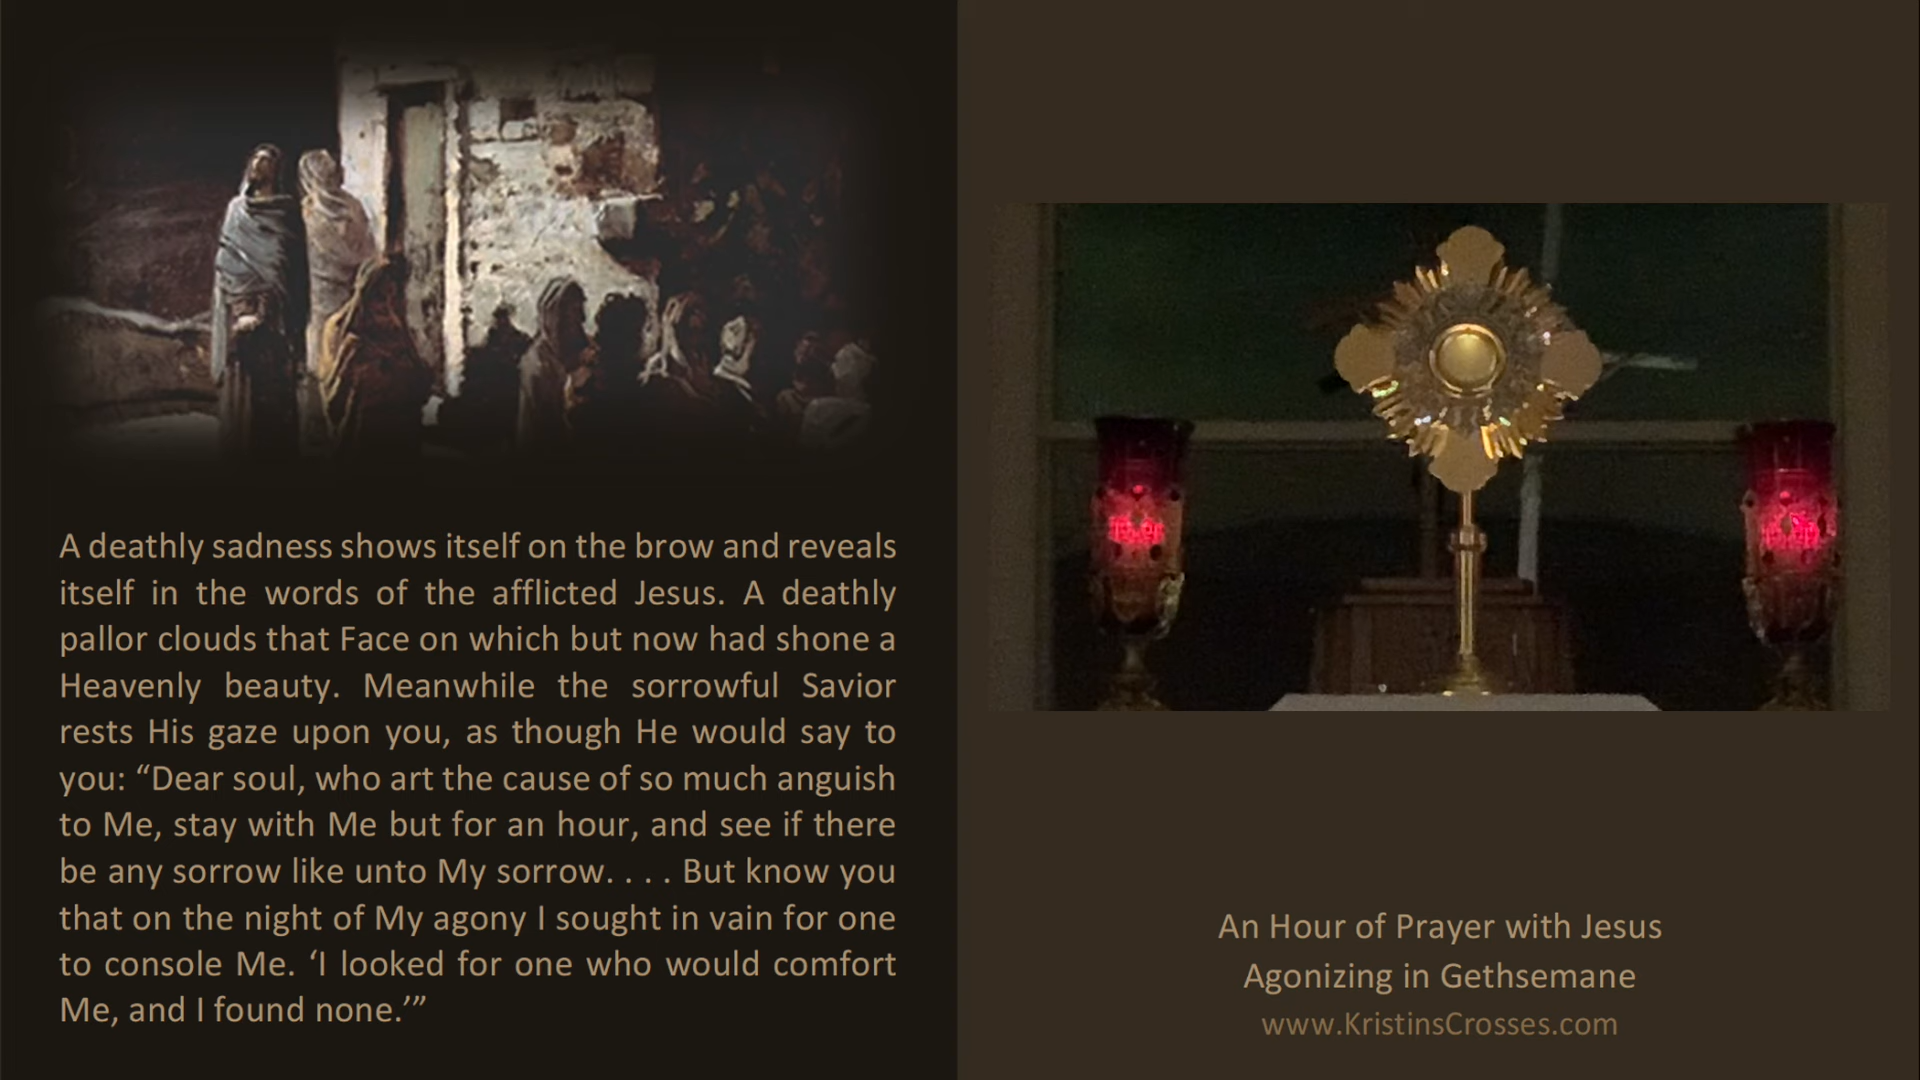 A deathly sadness shows itself on the brow and reveals
itself in the words of the afflicted Jesus. A deathly
pallor clouds that Face on which but now had shone a
Heavenly beauty. Meanwhile the sorrowful Savior
rests His gaze upon you, as though He would say to
you: “Dear soul, who art the cause of so much anguish
to Me, stay with Me but for an hour, and see if there
be any sorrow like unto My sorrow. . . . But know you
that on the night of My agony I sought in vain for one
to console Me. ‘I looked for one who would comfort
Me, and I found none.’”
An Hour of Prayer with Jesus
Agonizing in Gethsemane
www.KristinsCrosses.com